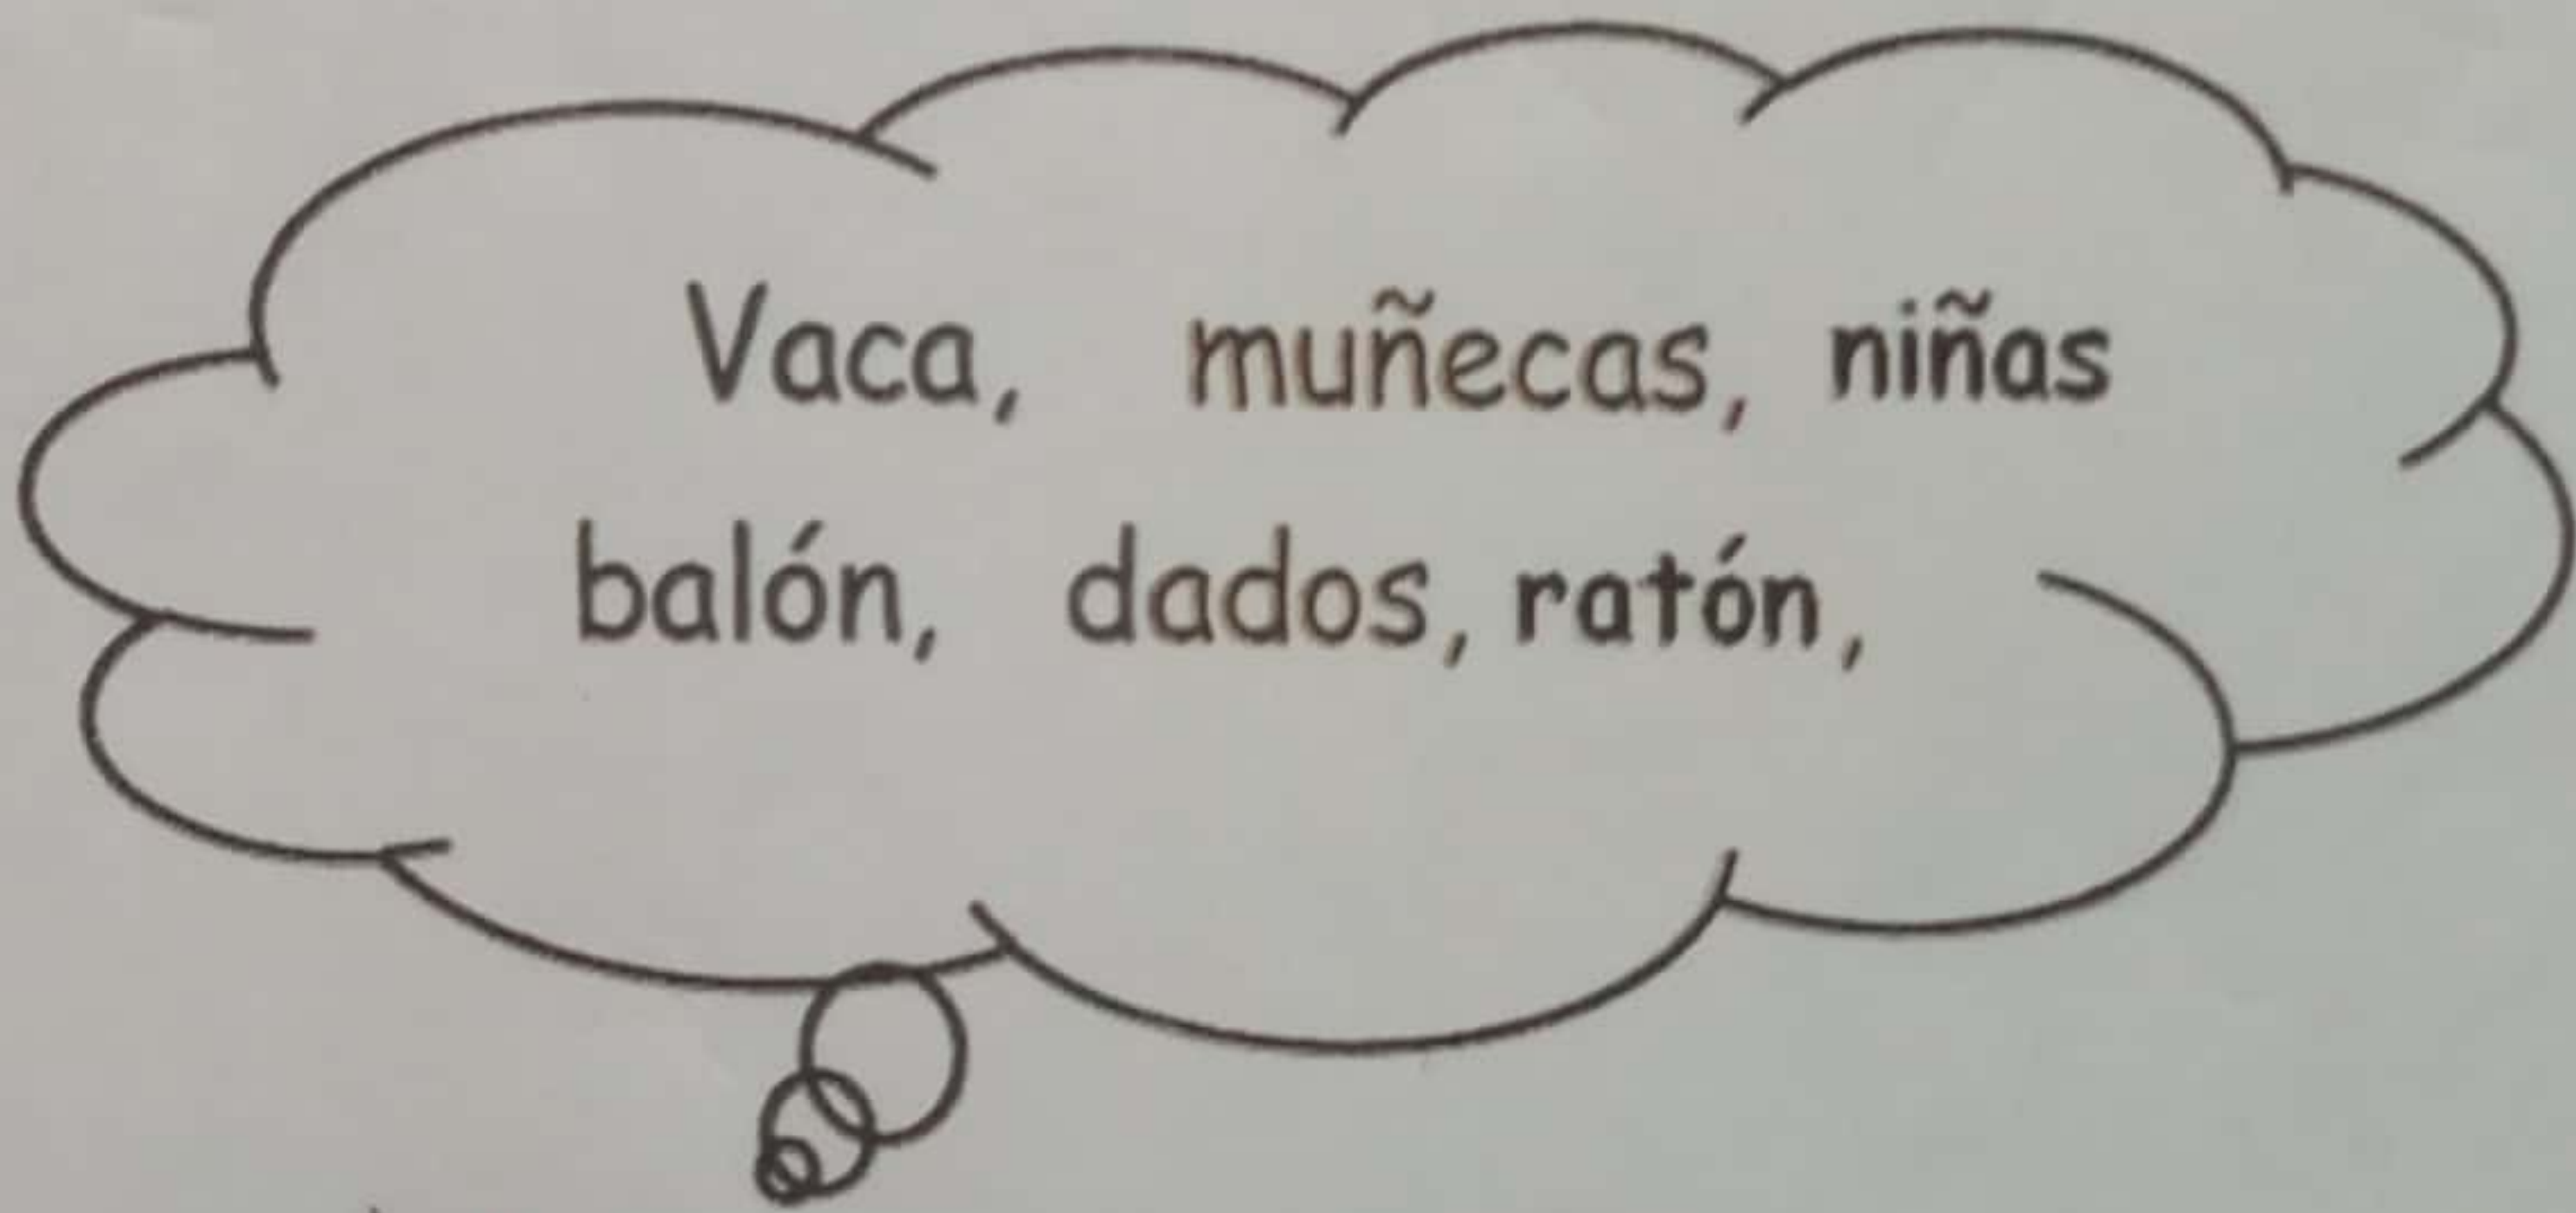 Vaca, muñecas, niñas
balón, dados, ratón,